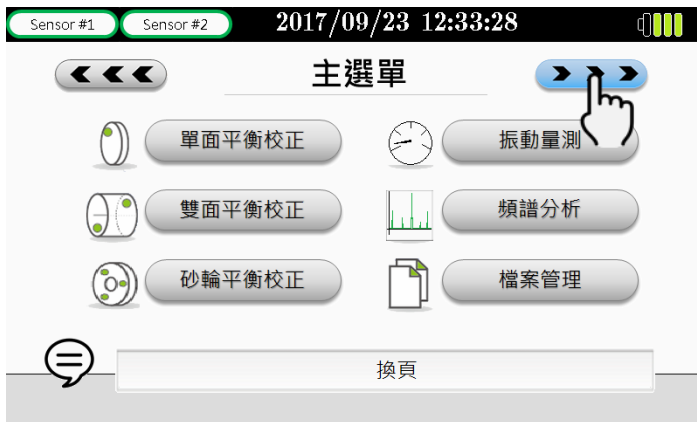 Sensor #1 Sensor #2 2017/09/23 12:33:28
主選單
單面平衡校正 振動量測
雙面平衡校正 頻譜分析
砂輪平衡校正 檔案管理
換頁